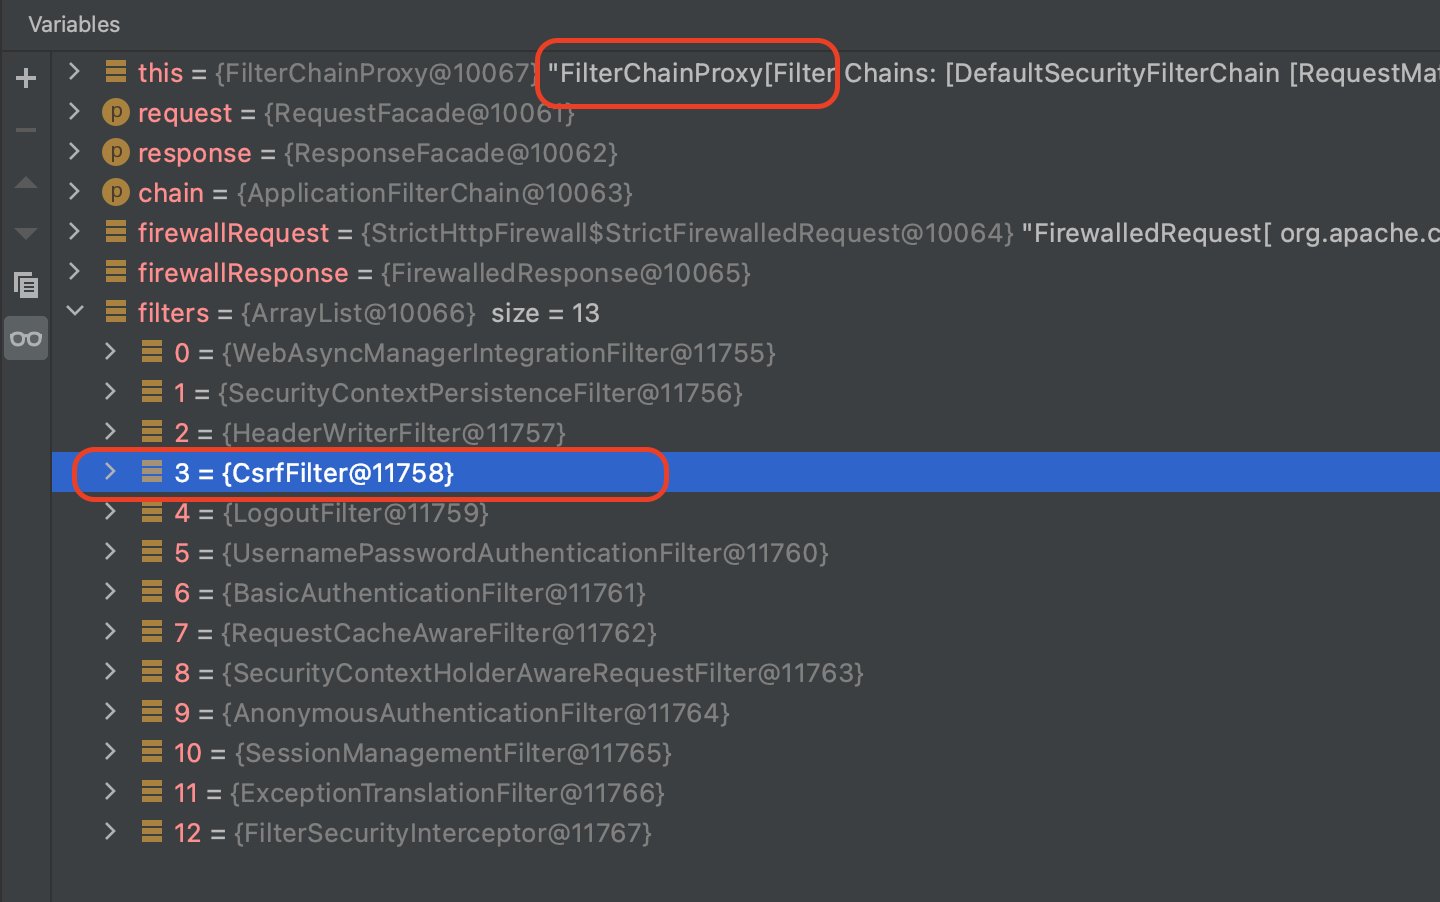 Variables
this = {FilterChainProxy@10067} "FilterChainProxy[Filter Chains: [DefaultSecurityFilterChain [RequestMat
p request = {RequestFacade@10061}
p response = {ResponseFacade@10062}
p chain = {ApplicationFilterChain@10063}
firewallRequest = {StrictHttpFirewall$StrictFirewalledRequest@10064} "FirewalledRequest[ org.apache.c
firewallResponse = {FirewalledResponse@10065}
filters = {ArrayList@10066} size = 13
0 = {WebAsyncManagerIntegrationFilter@11755}
1 = {SecurityContextPersistenceFilter@11756}
2 = {HeaderWriterFilter@11757}
3 = {CsrfFilter@11758}
4 = {LogoutFilter@11759}
5 = {UsernamePasswordAuthenticationFilter@11760}
6 = {BasicAuthenticationFilter@11761}
7 = {RequestCacheAwareFilter@11762}
8 = {SecurityContextHolderAwareRequestFilter@11763}
9 = {AnonymousAuthenticationFilter@11764}
10 = {SessionManagementFilter@11765}
11 = {ExceptionTranslationFilter@11766}
12 = {FilterSecurityInterceptor@11767}